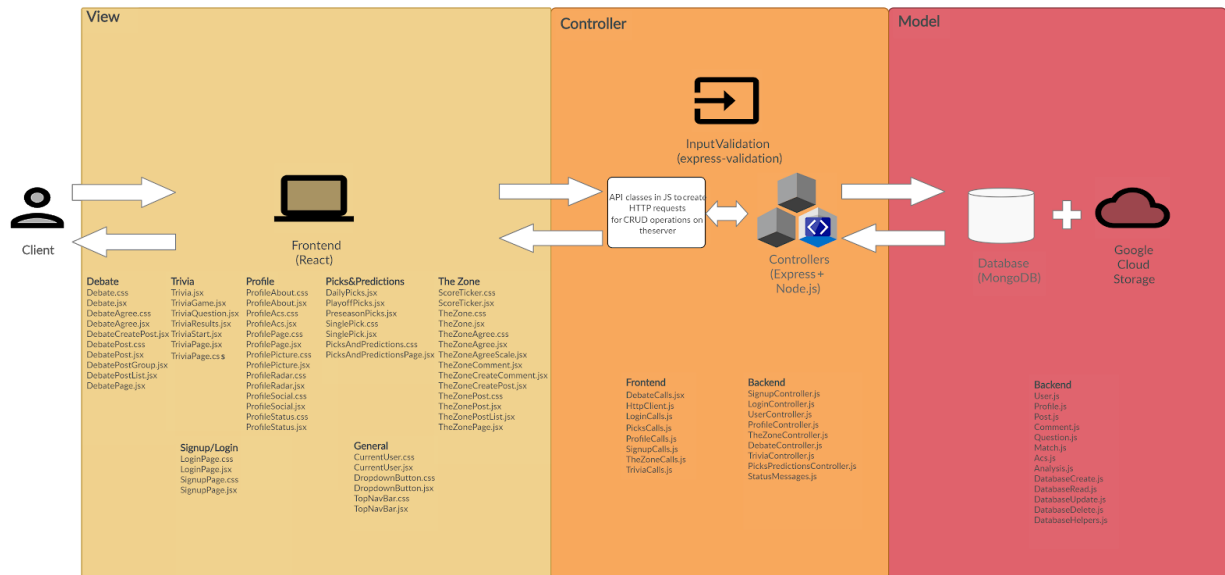 View
Controller
Model
Input Validation
(express-validation)
API classes in JS to create
HTTP requests
for CRUD operations on
theserver
Client
Frontend
(React)
Controllers
(Express +
Node.js)
Database
(MongoDB)
Google
Cloud
Storage
Debate
Debate.css
Debate.jsx
DebateAgree.css
DebateAgree.jsx
DebateCreatePost.jsx
DebatePost.css
DebatePost.jsx
DebatePostGroup.jsx
DebatePostList.jsx
DebatePage.jsx
Trivia
Trivia.jsx
TriviaGame.jsx
TriviaQuestion.jsx
TriviaResults.jsx
TriviaStart.jsx
TriviaPage.jsx
TriviaPage.css
Profile
ProfileAbout.css
ProfileAbout.jsx
ProfileAcs.css
ProfileAcs.jsx
ProfilePage.css
ProfilePage.jsx
ProfilePicture.css
ProfilePicture.jsx
ProfileRadar.css
ProfileRadar.jsx
ProfileSocial.css
ProfileSocial.jsx
ProfileStatus.css
ProfileStatus.jsx
Picks&Predictions
DailyPicks.jsx
PlayoffPicks.jsx
PreseasonPicks.jsx
SinglePick.css
SinglePick.jsx
PicksAndPredictions.css
PicksAndPredictionsPage.jsx
The Zone
ScoreTicker.css
ScoreTicker.jsx
TheZone.css
TheZone.jsx
TheZoneAgree.css
TheZoneAgree.jsx
TheZoneAgreeScale.jsx
TheZoneComment.jsx
TheZoneCreateComment.jsx
TheZoneCreatePost.jsx
TheZonePost.css
TheZonePost.jsx
TheZonePostList.jsx
TheZonePage.jsx
Signup/Login
LoginPage.css
LoginPage.jsx
SignupPage.css
SignupPage.jsx
General
CurrentUser.css
CurrentUser.jsx
DropdownButton.css
DropdownButton.jsx
TopNavBar.css
TopNavBar.jsx
Frontend
DebateCalls.jsx
HttpClient.js
LoginCalls.js
PicksCalls.js
ProfileCalls.js
SignupCalls.js
TheZoneCalls.js
TriviaCalls.js
Backend
SignupController.js
LoginController.js
UserController.js
ProfileController.js
TheZoneController.js
DebateController.js
TriviaController.js
PicksPredictionsController.js
StatusMessages.js
Backend
User.js
Profile.js
Post.js
Comment.js
Question.js
Match.js
Acs.js
Analysis.js
DatabaseCreate.js
DatabaseRead.js
DatabaseUpdate.js
DatabaseDelete.js
DatabaseHelpers.js